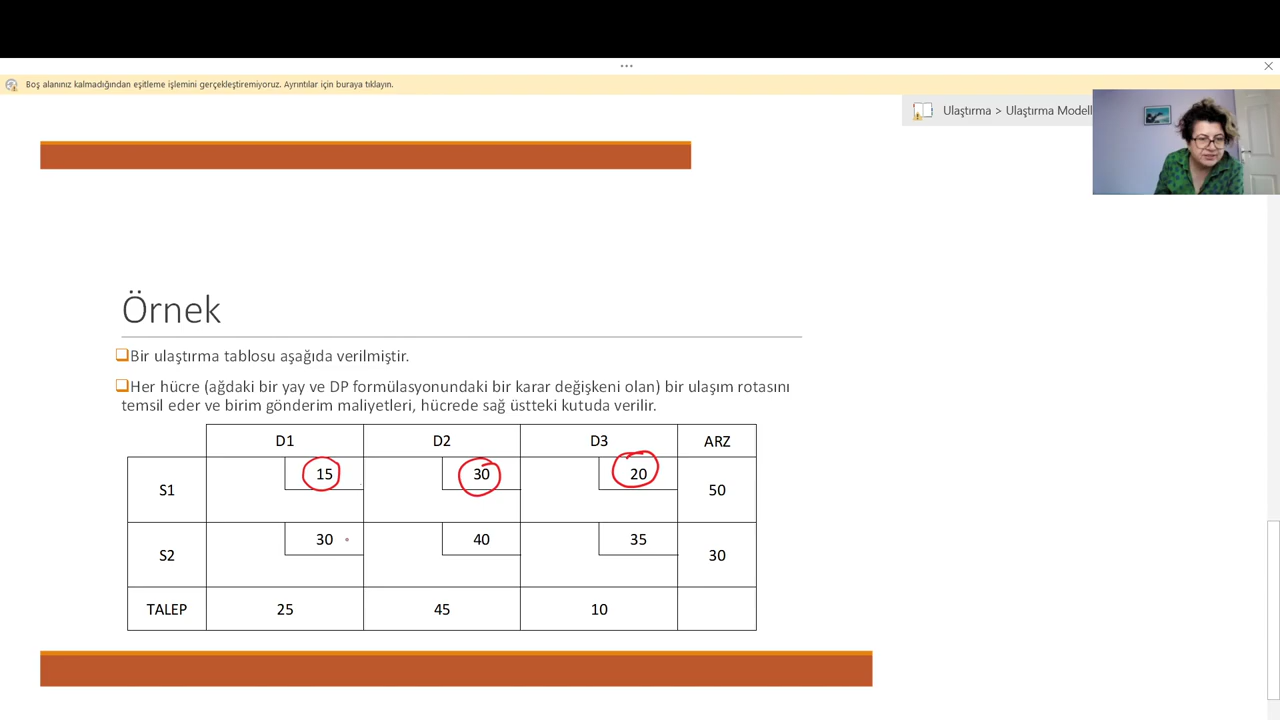 Boş alanınız kalmadığından eşitleme işlemini gerçekleştiremiyoruz. Ayrıntılar için buraya tıklayın.
Ulaştırma > Ulaştırma Modell
Örnek
Bir ulaştırma tablosu aşağıda verilmiştir.
Her hücre (ağdaki bir yay ve DP formülasyonundaki bir karar değişkeni olan) bir ulaşım rotasını
temsil eder ve birim gönderim maliyetleri, hücrede sağ üstteki kutuda verilir.
D1 D2 D3 ARZ
S1 15 30 20 50
S2 30 40 35 30
TALEP 25 45 10